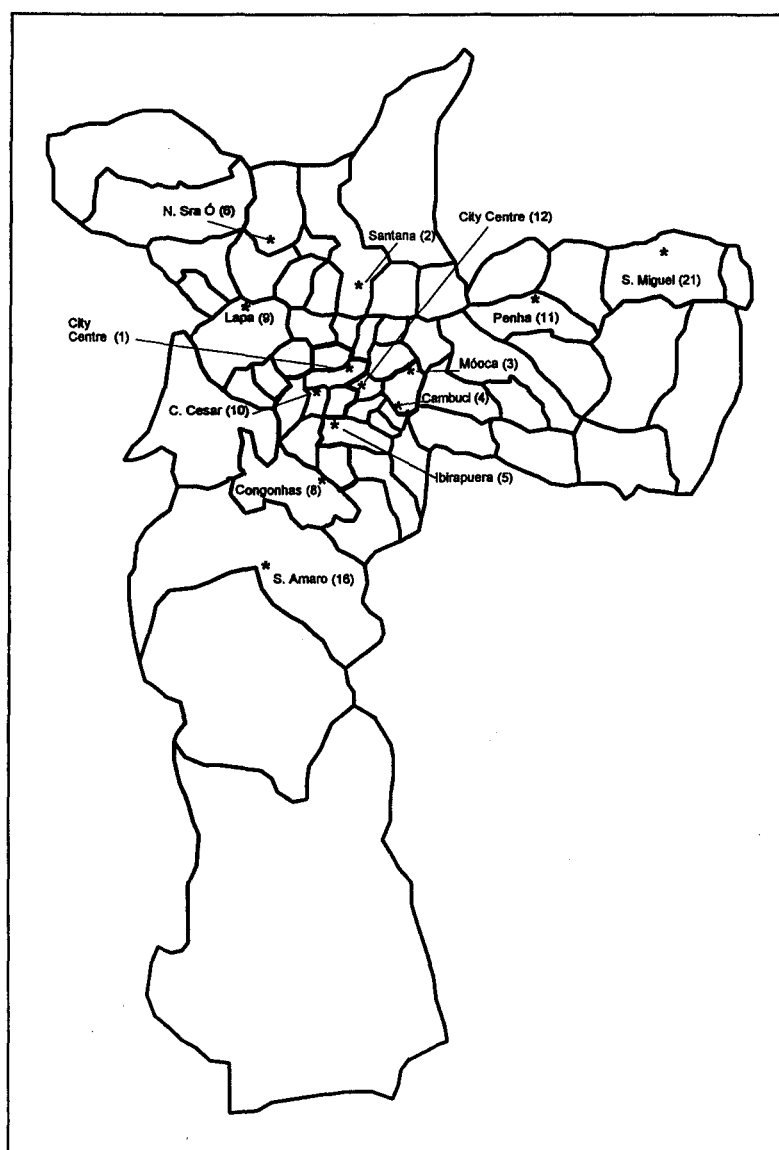 N. Sra Ó (6)
City Centre (12)
Santana (2)
S. Miguel (21)
Lapa (9)
Penha (11)
City
Centre (1)
Móoca (3)
C. Cesar (10)
Cambuci (4)
Ibirapuera (5)
Congonhas (8)
S. Amaro (16)